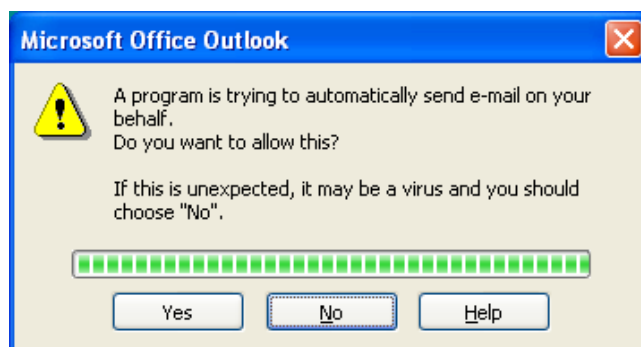 Microsoft Office Outlook
A program is trying to automatically send e-mail on your
behalf.
Do you want to allow this?
If this is unexpected, it may be a virus and you should
choose "No".
Yes
No
Help